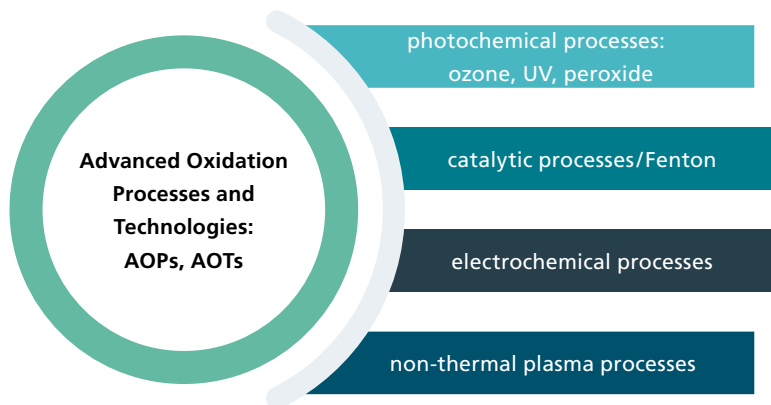 Advanced Oxidation
Processes and
Technologies:
AOPs, AOTs
photochemical processes:
ozone, UV, peroxide
catalytic processes/Fenton
electrochemical processes
non-thermal plasma processes